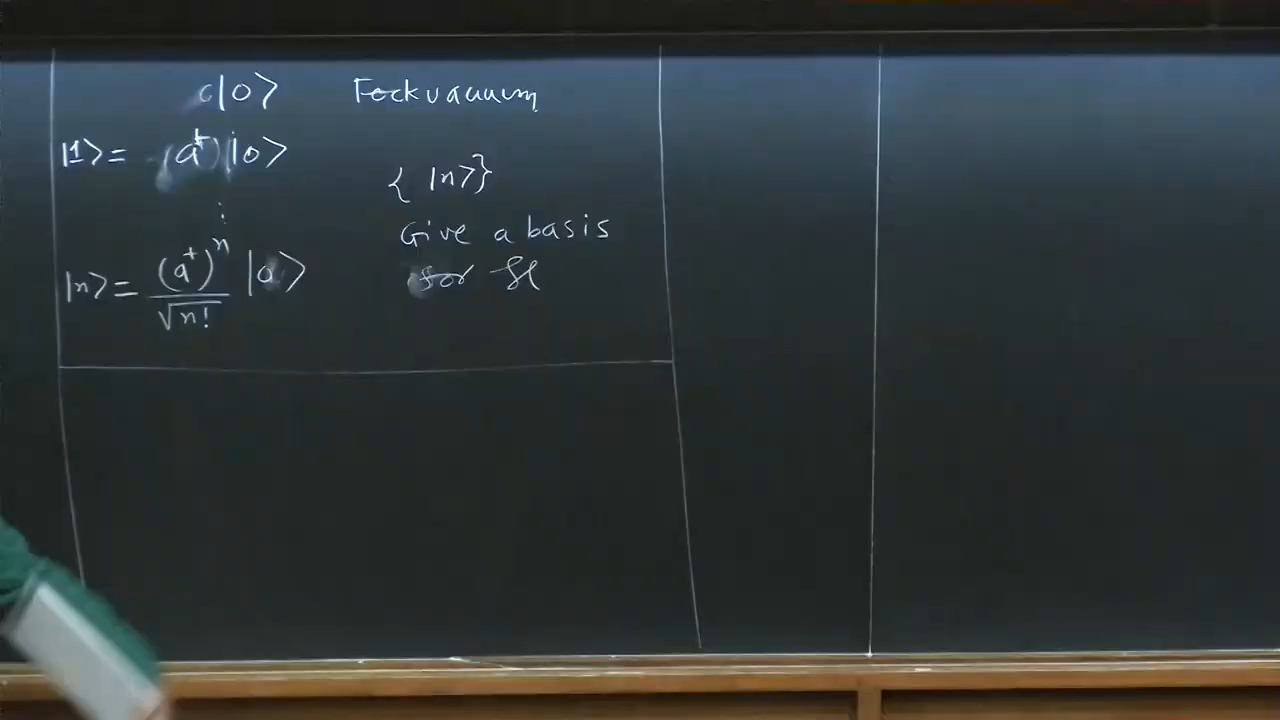 |0⟩ Fock vacuum
|1⟩ = (a†)|0⟩
{ |n⟩}
⋮
Give a basis
|n⟩ = (a†)ⁿ / √n! |0⟩
for ℋ